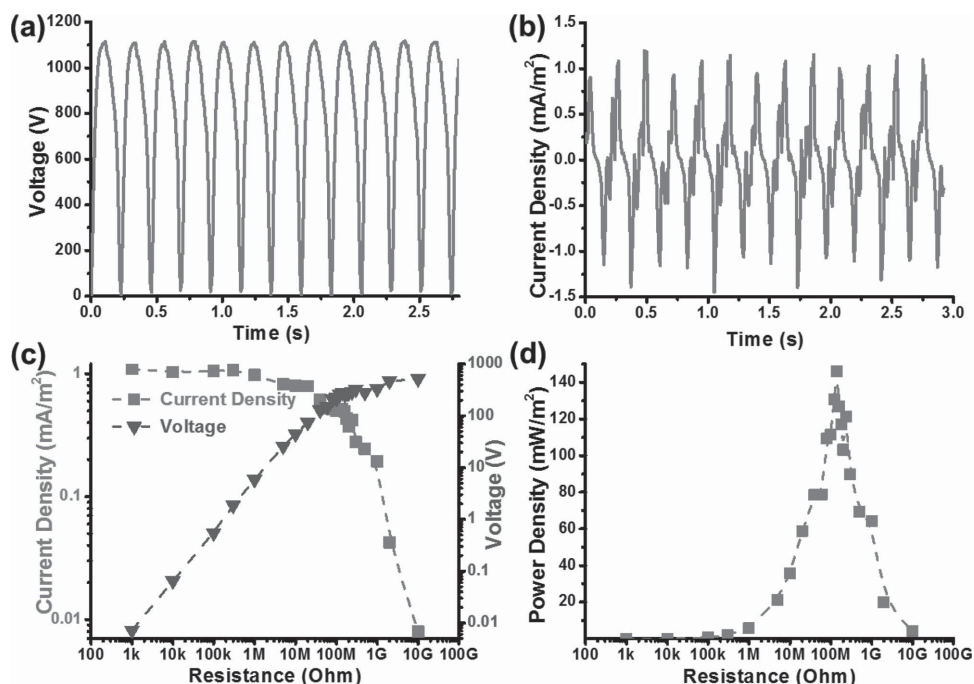 (a)
1200
1000
800
600
400
200
0
Voltage (V)
0.0 0.5 1.0 1.5 2.0 2.5
Time (s)
(b)
1.5
1.0
0.5
0.0
-0.5
-1.0
-1.5
Current Density (mA/m²)
0.0 0.5 1.0 1.5 2.0 2.5 3.0
Time (s)
(c)
1
0.1
0.01
Current Density (mA/m²)
Current Density
Voltage
1000
100
10
1
0.1
0.01
Voltage (V)
100 1k 10k 100k 1M 10M 100M 1G 10G 100G
Resistance (Ohm)
(d)
140
120
100
80
60
40
20
Power Density (mW/m²)
100 1k 10k 100k 1M 10M 100M 1G 10G 100G
Resistance (Ohm)